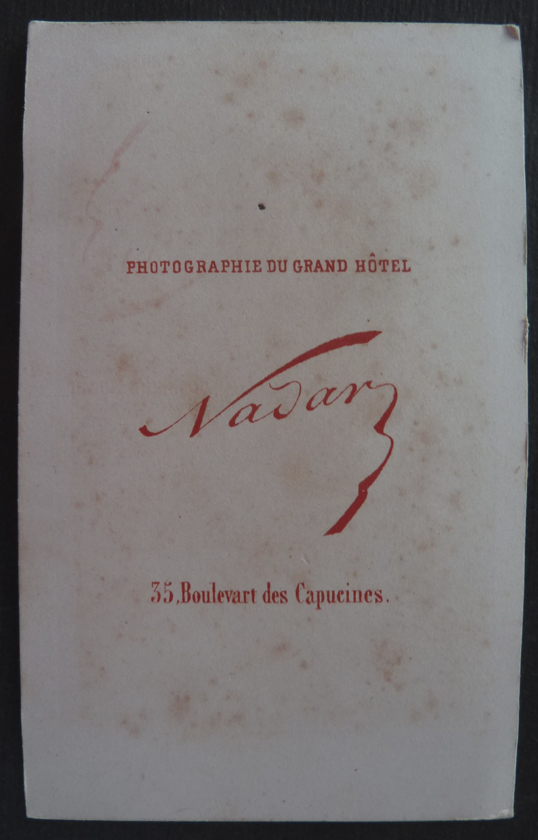 PHOTOGRAPHIE DU GRAND HÔTEL
Nadar
35, Boulevart des Capucines.